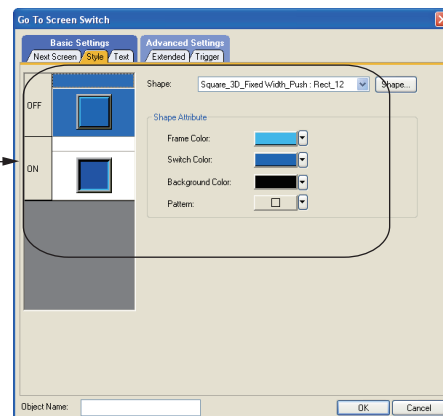 Go To Screen Switch
Basic Settings
Advanced Settings
Next Screen Style Text
Extended Trigger
OFF
ON
Shape: Square_3D_Fixed Width_Push : Rect_12 Shape...
Shape Attribute
Frame Color:
Switch Color:
Background Color:
Pattern:
Object Name:
OK Cancel